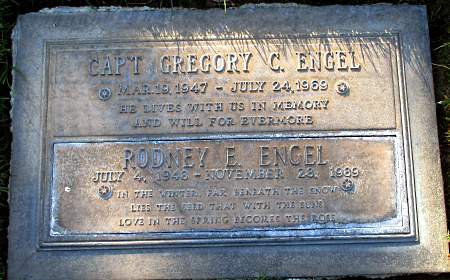 CAPT GREGORY C. ENGEL
MAR.19,1947 - JULY 24,1969
HE LIVES WITH US IN MEMORY
AND WILL FOR EVERMORE
RODNEY E. ENGEL
JULY 4, 1948 - NOVEMBER 23, 1989
IN THE WINTER, FAR BENEATH THE SNOW
LIES THE SEED THAT WITH THE SUNS
LOVE IN THE SPRING BECOMES THE ROSE